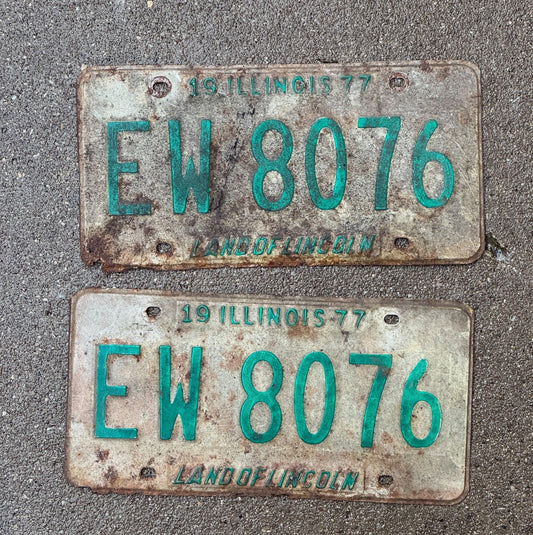 19 ILLINOIS 77
EW 8076
LAND OF LINCOLN
19 ILLINOIS 77
EW 8076
LAND OF LINCOLN